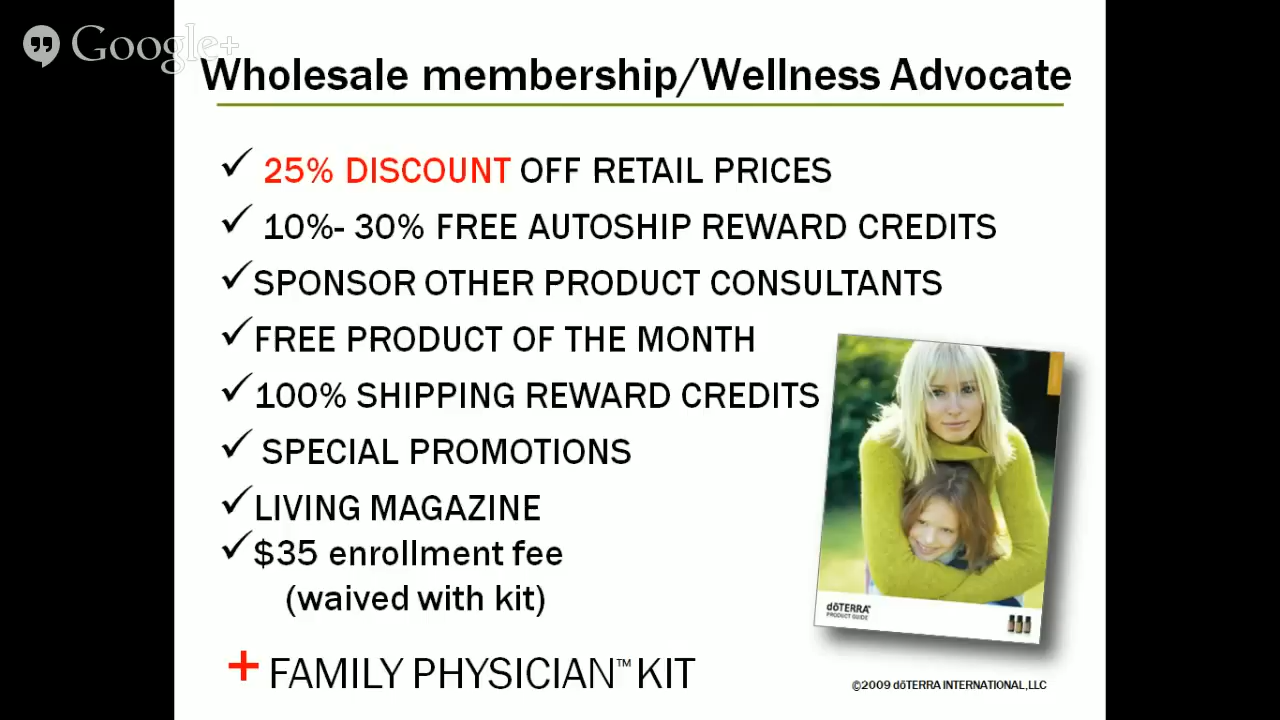 Google+
Wholesale membership/Wellness Advocate
✓ 25% DISCOUNT OFF RETAIL PRICES
✓ 10%- 30% FREE AUTOSHIP REWARD CREDITS
✓ SPONSOR OTHER PRODUCT CONSULTANTS
✓ FREE PRODUCT OF THE MONTH
✓ 100% SHIPPING REWARD CREDITS
✓ SPECIAL PROMOTIONS
✓ LIVING MAGAZINE
✓ $35 enrollment fee
(waived with kit)
+ FAMILY PHYSICIAN™ KIT
dōTERRA®
PRODUCT GUIDE
©2009 dōTERRA INTERNATIONAL,LLC